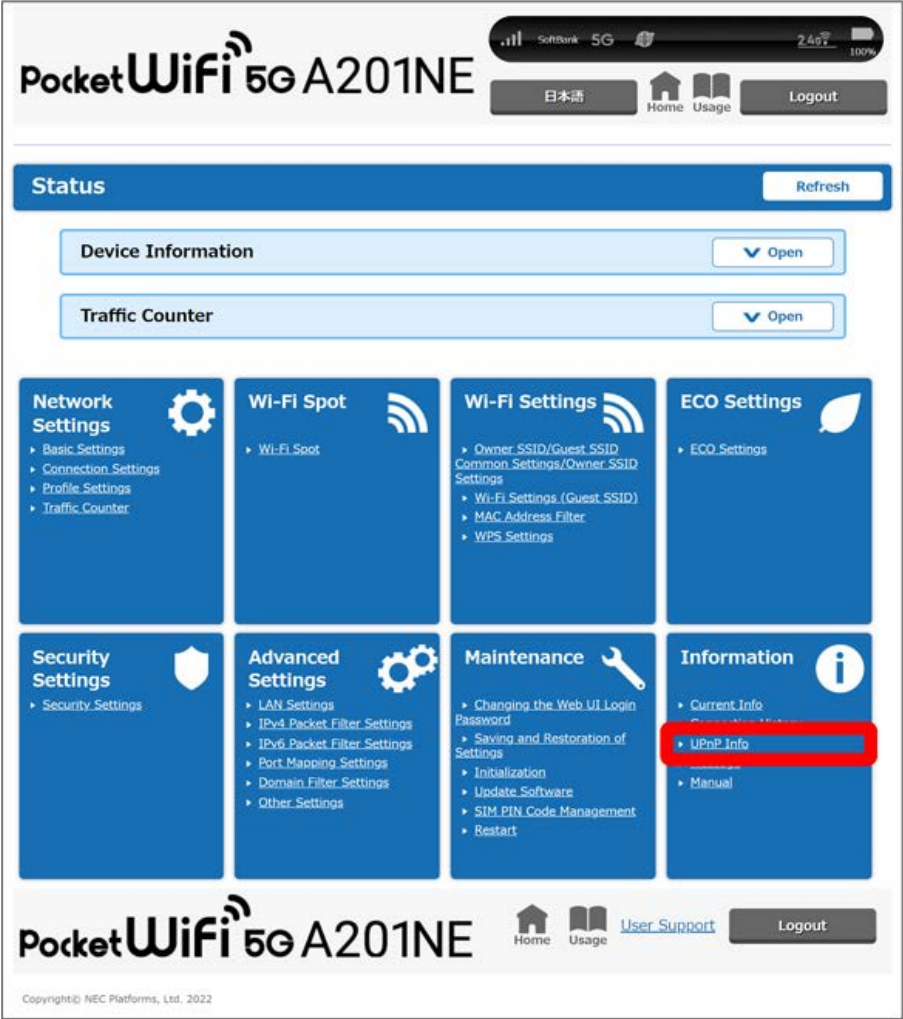 Pocket WiFi 5G A201NE
SoftBank 5G 2.4G 100%
日本語 Home Usage Logout
Status Refresh
Device Information Open
Traffic Counter Open
Network
Settings
Basic Settings
Connection Settings
Profile Settings
Traffic Counter
Wi-Fi Spot
Wi-Fi Spot
Wi-Fi Settings
Owner SSID/Guest SSID
Common Settings/Owner SSID
Settings
Wi-Fi Settings (Guest SSID)
MAC Address Filter
WPS Settings
ECO Settings
ECO Settings
Security
Settings
Security Settings
Advanced
Settings
LAN Settings
IPv4 Packet Filter Settings
IPv6 Packet Filter Settings
Port Mapping Settings
Domain Filter Settings
Other Settings
Maintenance
Changing the Web UI Login
Password
Saving and Restoration of
Settings
Initialization
Update Software
SIM PIN Code Management
Restart
Information
Current Info
UPnP Info
Manual
Pocket WiFi 5G A201NE
Home Usage User Support Logout
Copyright© NEC Platforms, Ltd. 2022